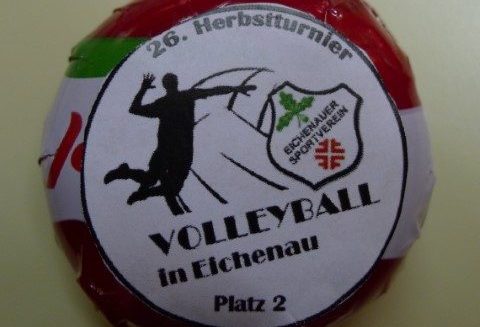 26. Herbstturnier
EICHENAUER
SPORTVEREIN
VOLLEYBALL
in Eichenau
Platz 2